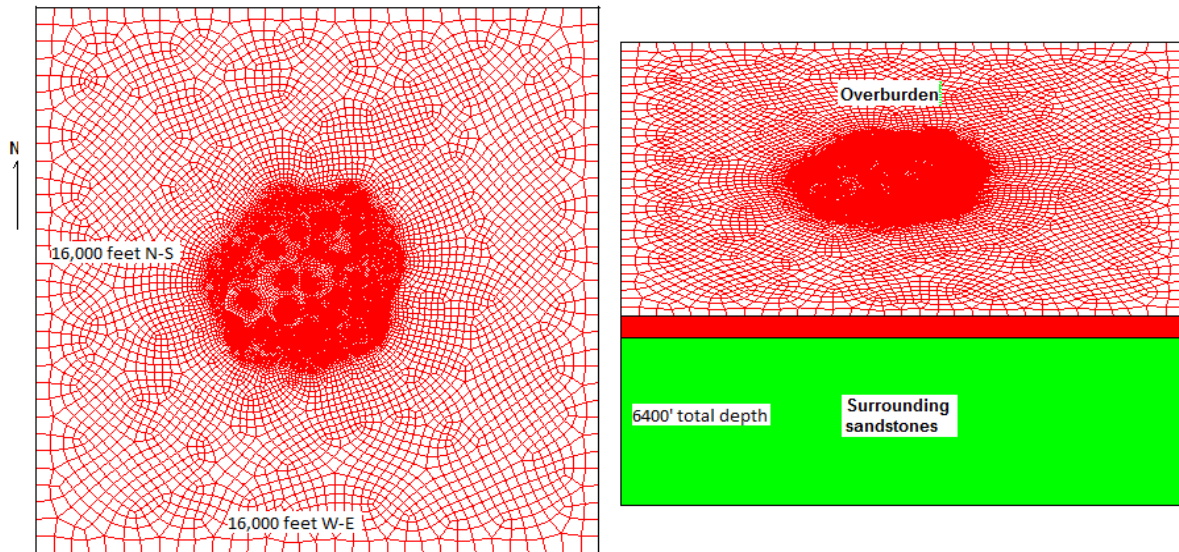 N
16,000 feet N-S
16,000 feet W-E
Overburden
6400' total depth
Surrounding
sandstones